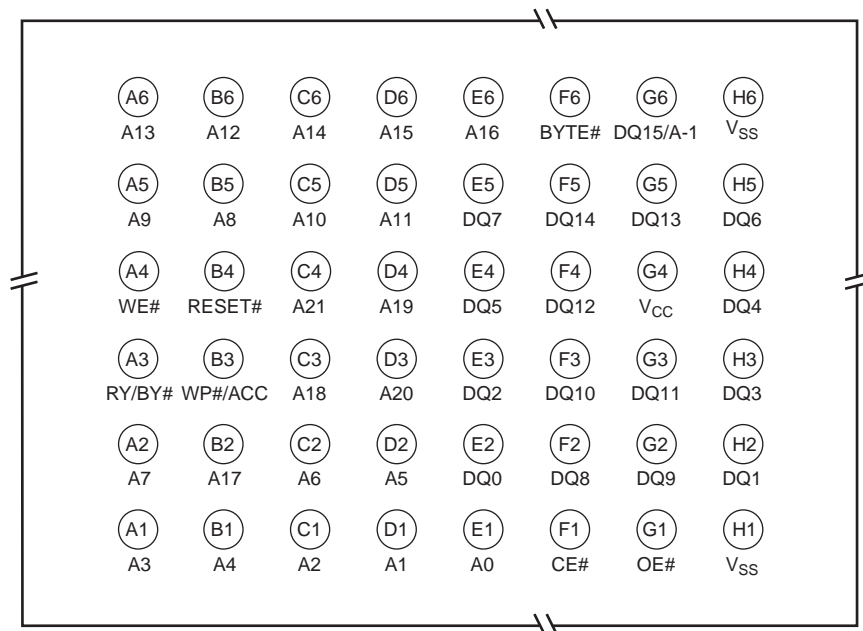 A6 B6 C6 D6 E6 F6 G6 H6
A13 A12 A14 A15 A16 BYTE# DQ15/A-1 VSS
A5 B5 C5 D5 E5 F5 G5 H5
A9 A8 A10 A11 DQ7 DQ14 DQ13 DQ6
A4 B4 C4 D4 E4 F4 G4 H4
WE# RESET# A21 A19 DQ5 DQ12 VCC DQ4
A3 B3 C3 D3 E3 F3 G3 H3
RY/BY# WP#/ACC A18 A20 DQ2 DQ10 DQ11 DQ3
A2 B2 C2 D2 E2 F2 G2 H2
A7 A17 A6 A5 DQ0 DQ8 DQ9 DQ1
A1 B1 C1 D1 E1 F1 G1 H1
A3 A4 A2 A1 A0 CE# OE# VSS